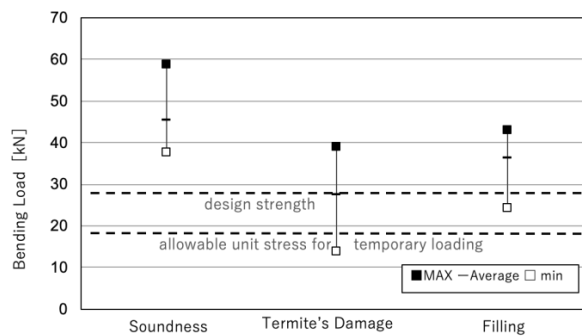 70
60
50
40
30
20
10
0
Bending Load [kN]
design strength
allowable unit stress for temporary loading
■MAX －Average □ min
Soundness
Termite's Damage
Filling